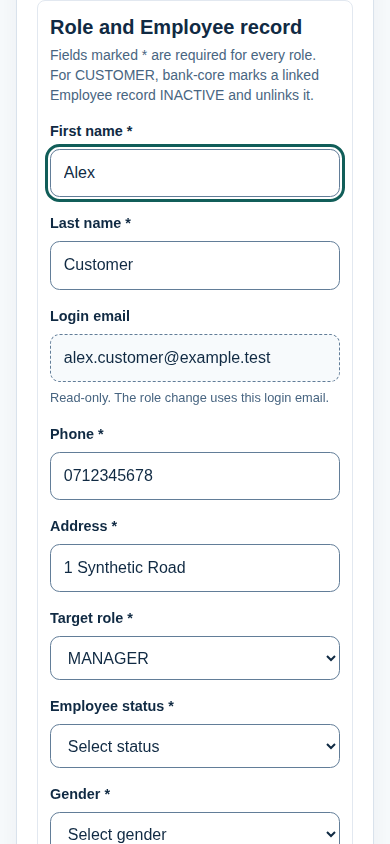 Role and Employee record
Fields marked * are required for every role.
For CUSTOMER, bank-core marks a linked
Employee record INACTIVE and unlinks it.
First name *
Alex
Last name *
Customer
Login email
alex.customer@example.test
Read-only. The role change uses this login email.
Phone *
0712345678
Address *
1 Synthetic Road
Target role *
MANAGER
Employee status *
Select status
Gender *
Select gender